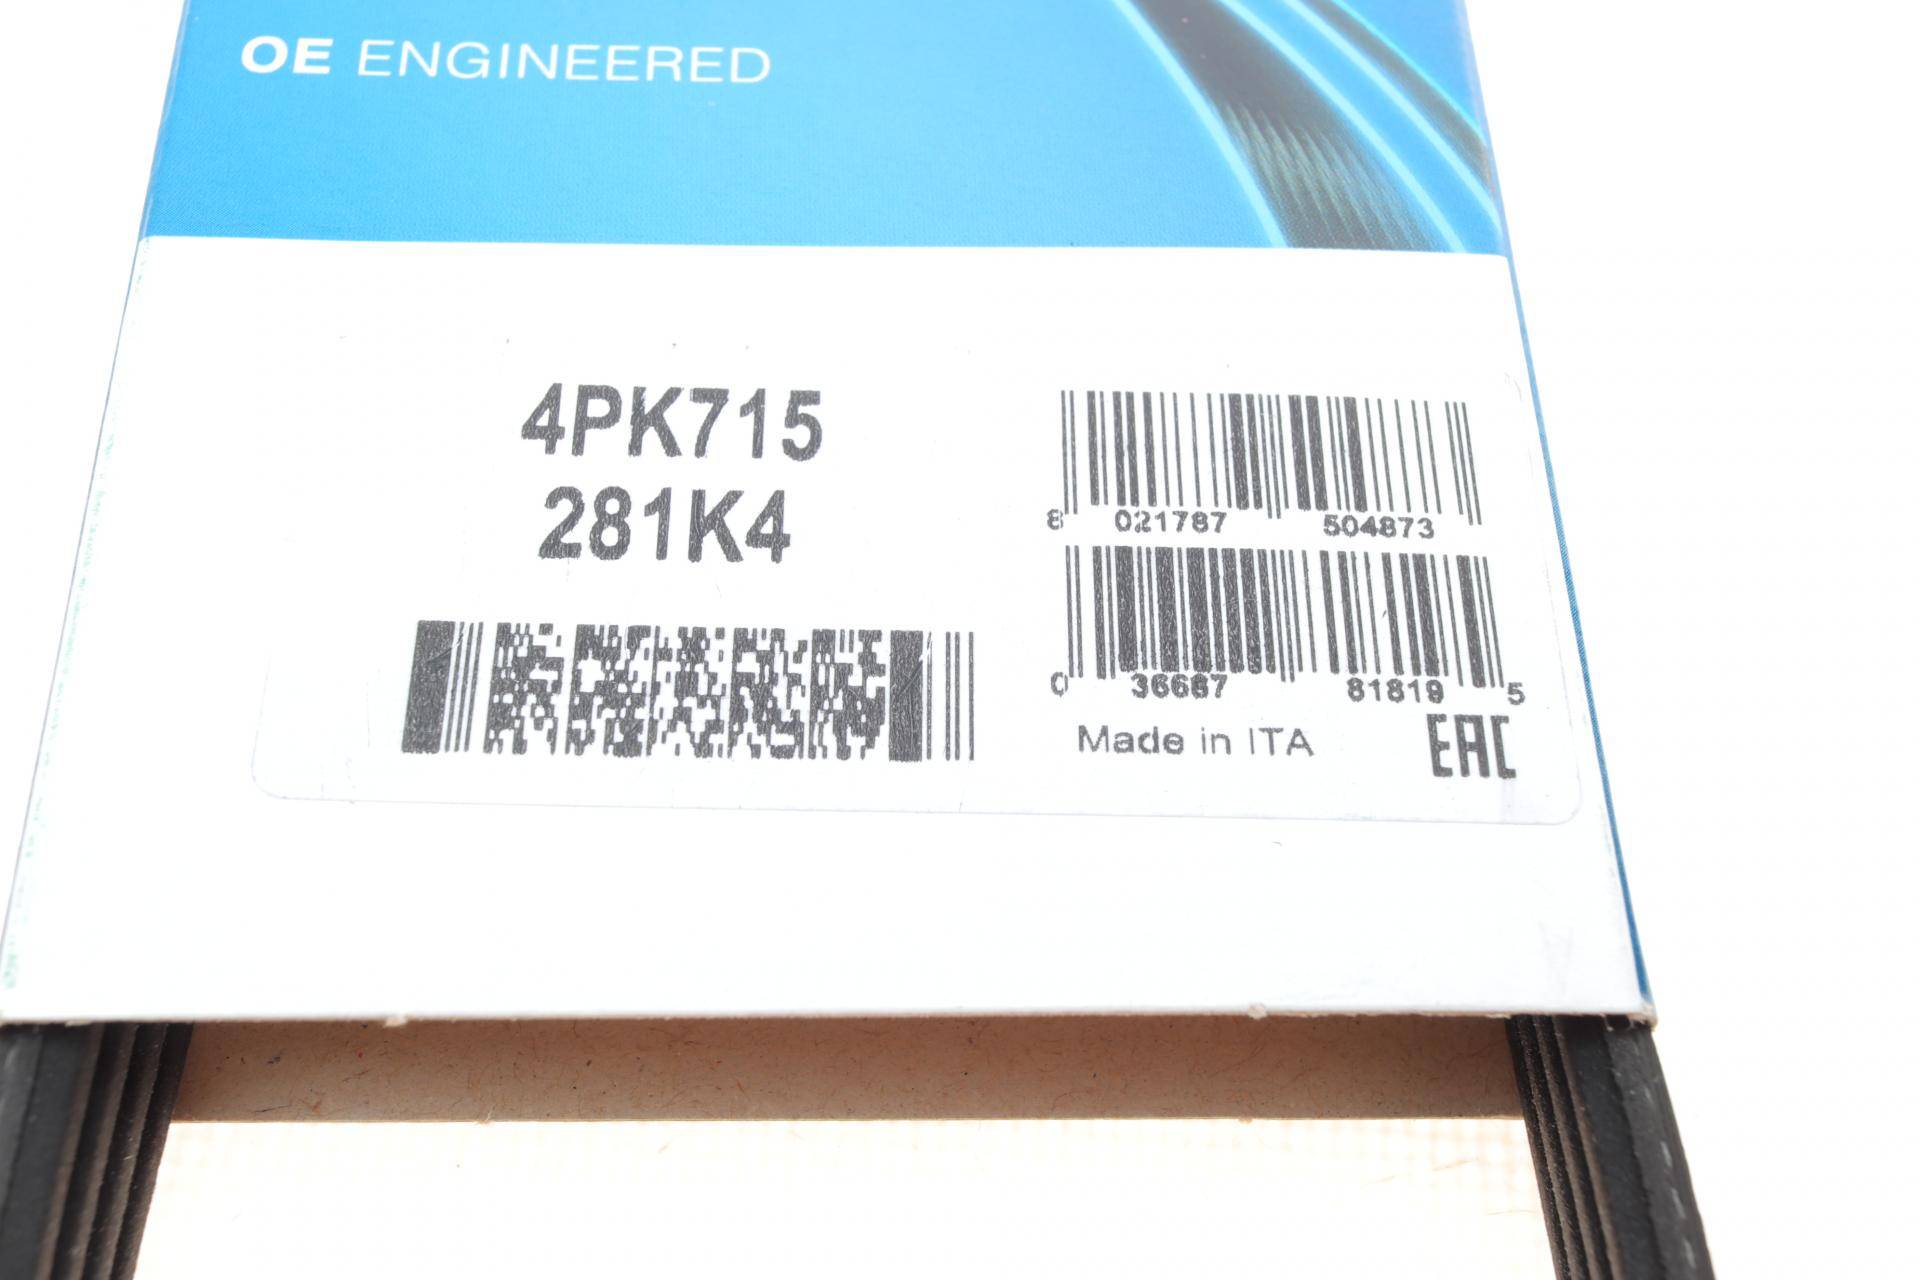 OE ENGINEERED
4PK715
281K4
8 021787 504873
0 36687 81819 5
Made in ITA
EAC